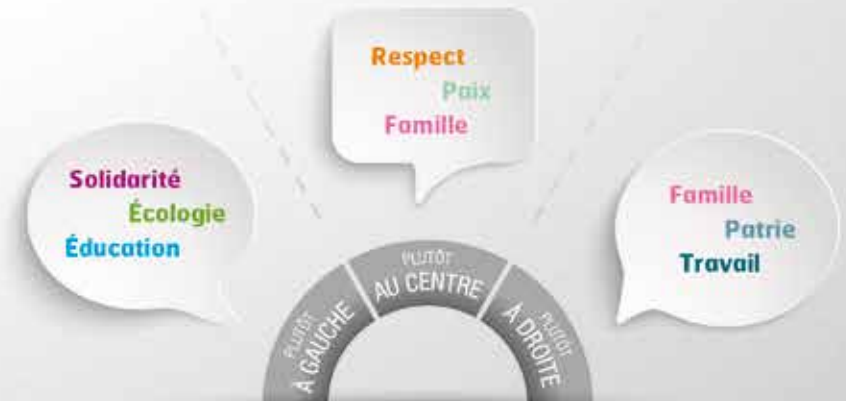 Respect
Paix
Famille
Solidarité
Écologie
Éducation
Famille
Patrie
Travail
PLUTÔT
À GAUCHE
PLUTÔT
AU CENTRE
PLUTÔT
À DROITE